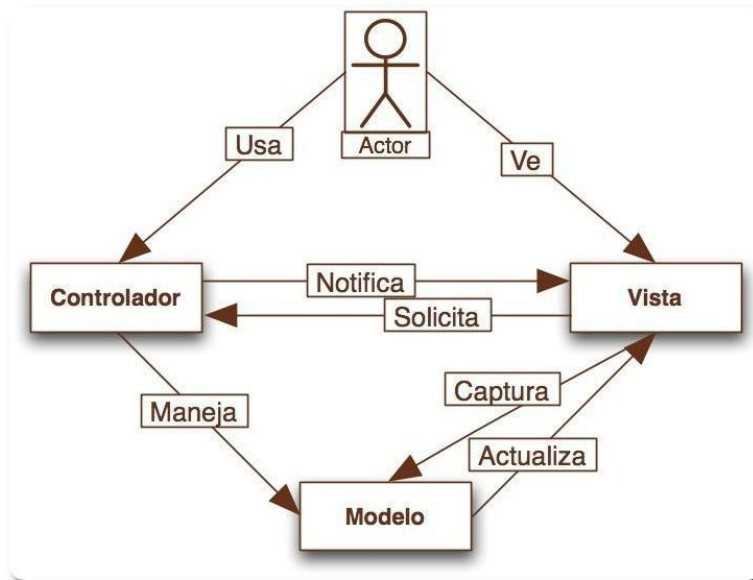 Actor
Usa
Ve
Controlador
Notifica
Vista
Solicita
Captura
Maneja
Actualiza
Modelo